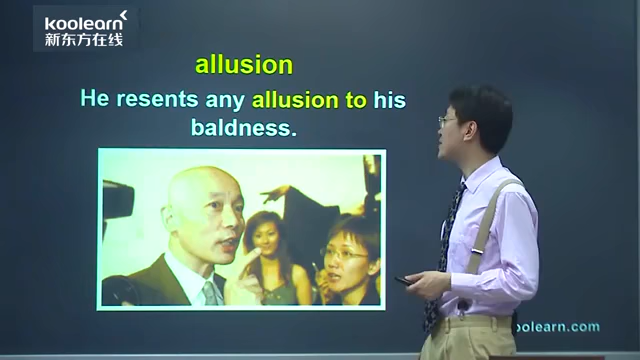 koolearn
新东方在线
allusion
He resents any allusion to his
baldness.
koolearn.com